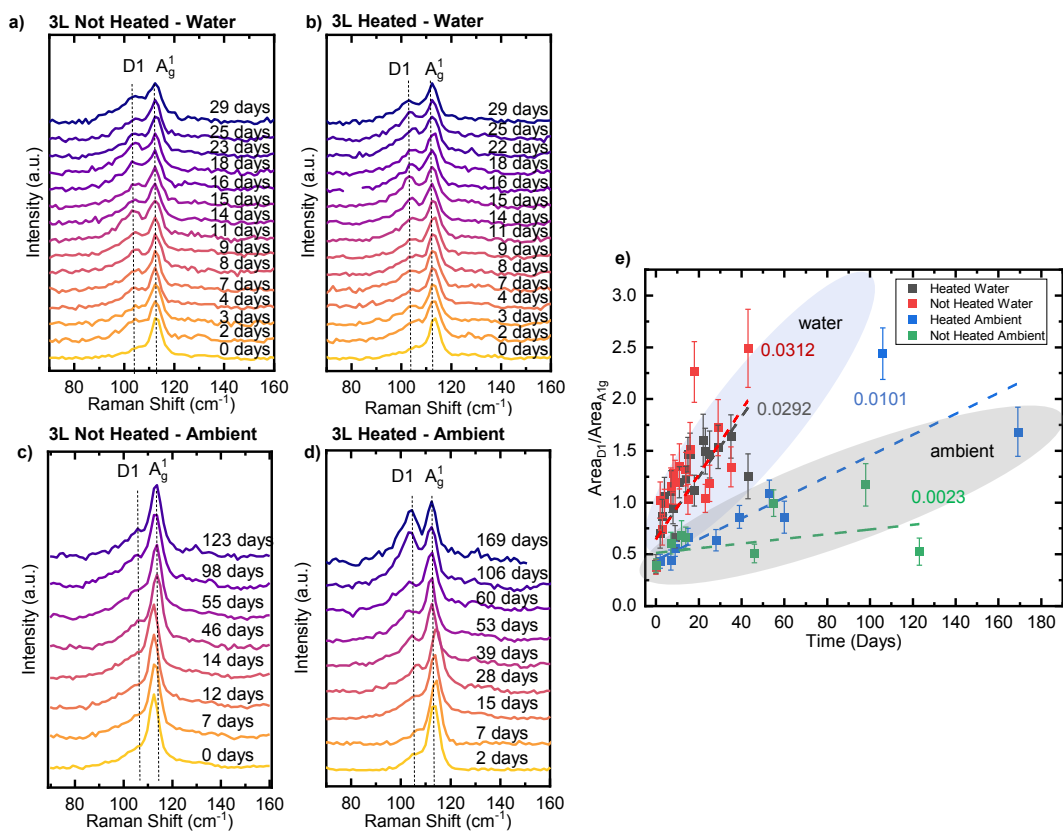 a)
3L Not Heated - Water
D1
A_g^1
29 days
25 days
23 days
18 days
16 days
15 days
14 days
11 days
9 days
8 days
7 days
4 days
3 days
2 days
0 days
Intensity (a.u.)
80 100 120 140 160
Raman Shift (cm⁻¹)
b)
3L Heated - Water
D1
A_g^1
29 days
25 days
22 days
18 days
16 days
15 days
14 days
11 days
9 days
8 days
7 days
4 days
3 days
2 days
0 days
Intensity (a.u.)
80 100 120 140 160
Raman Shift (cm⁻¹)
c)
3L Not Heated - Ambient
D1
A_g^1
123 days
98 days
55 days
46 days
14 days
12 days
7 days
0 days
Intensity (a.u.)
80 100 120 140 160
Raman Shift (cm⁻¹)
d)
3L Heated - Ambient
D1
A_g^1
169 days
106 days
60 days
53 days
39 days
28 days
15 days
7 days
2 days
Intensity (a.u.)
80 100 120 140 160
Raman Shift (cm⁻¹)
e)
Heated Water
Not Heated Water
Heated Ambient
Not Heated Ambient
water
0.0312
0.0101
0.0292
ambient
0.0023
3.0
2.5
2.0
1.5
1.0
0.5
0.0
Area_D1/Area_A1g
0 20 40 60 80 100 120 140 160 180
Time (Days)